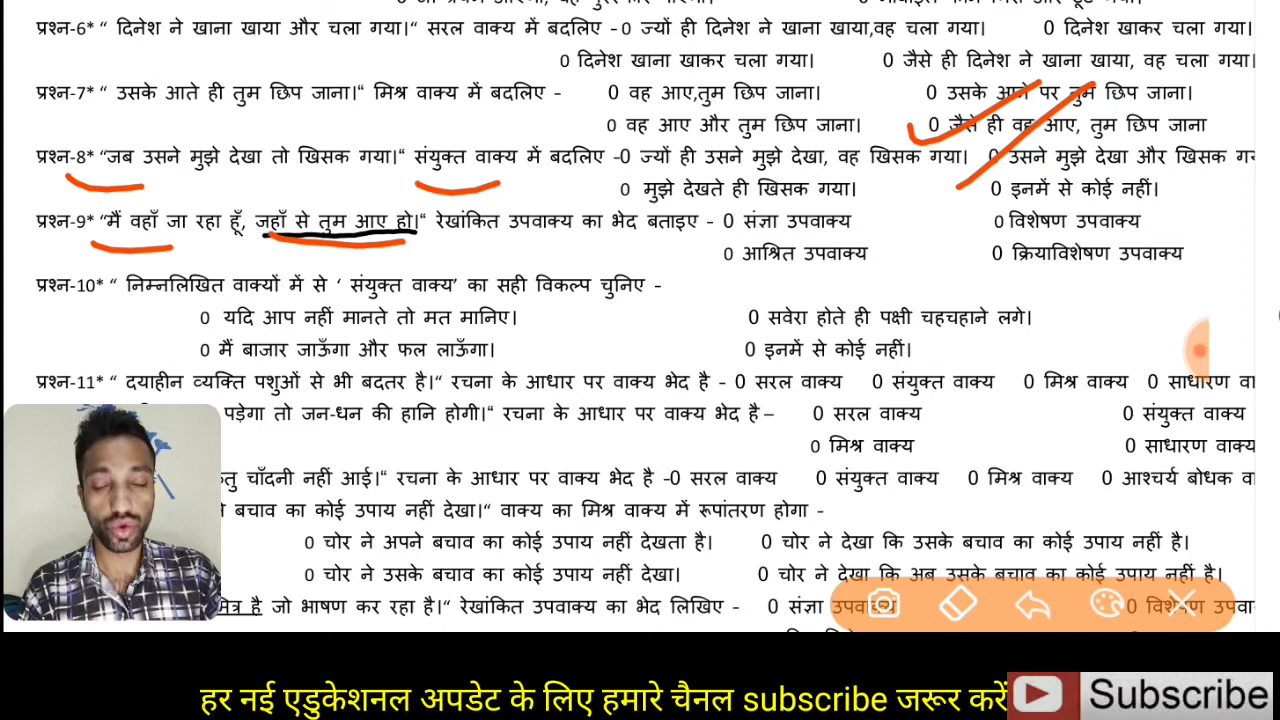 प्रश्न-6* “ दिनेश ने खाना खाया और चला गया।“ सरल वाक्य में बदलिए -0 ज्यों ही दिनेश ने खाना खाया,वह चला गया। 0 दिनेश खाकर चला गया।
0 दिनेश खाना खाकर चला गया। 0 जैसे ही दिनेश ने खाना खाया, वह चला गया।
प्रश्न-7* “ उसके आते ही तुम छिप जाना।“ मिश्र वाक्य में बदलिए - 0 वह आए,तुम छिप जाना। 0 उसके आने पर तुम छिप जाना।
0 वह आए और तुम छिप जाना। 0 जैसे ही वह आए, तुम छिप जाना
प्रश्न-8* “जब उसने मुझे देखा तो खिसक गया।“ संयुक्त वाक्य में बदलिए -0 ज्यों ही उसने मुझे देखा, वह खिसक गया। 0 उसने मुझे देखा और खिसक
0 मुझे देखते ही खिसक गया। 0 इनमें से कोई नहीं।
प्रश्न-9* “मैं वहाँ जा रहा हूँ, जहाँ से तुम आए हो।“ रेखांकित उपवाक्य का भेद बताइए - 0 संज्ञा उपवाक्य 0 विशेषण उपवाक्य
0 आश्रित उपवाक्य 0 क्रियाविशेषण उपवाक्य
प्रश्न-10* “ निम्नलिखित वाक्यों में से ‘ संयुक्त वाक्य’ का सही विकल्प चुनिए -
0 यदि आप नहीं मानते तो मत मानिए। 0 सवेरा होते ही पक्षी चहचहाने लगे।
0 मैं बाजार जाऊँगा और फल लाऊँगा। 0 इनमें से कोई नहीं।
प्रश्न-11* “ दयाहीन व्यक्ति पशुओं से भी बदतर है।“ रचना के आधार पर वाक्य भेद है - 0 सरल वाक्य 0 संयुक्त वाक्य 0 मिश्र वाक्य 0 साधारण
पड़ेगा तो जन-धन की हानि होगी।“ रचना के आधार पर वाक्य भेद है– 0 सरल वाक्य 0 संयुक्त वाक्य
0 मिश्र वाक्य 0 साधारण वाक्य
चाँदनी नहीं आई।“ रचना के आधार पर वाक्य भेद है -0 सरल वाक्य 0 संयुक्त वाक्य 0 मिश्र वाक्य 0 आश्चर्य बोधक
बचाव का कोई उपाय नहीं देखा।“ वाक्य का मिश्र वाक्य में रूपांतरण होगा -
0 चोर ने अपने बचाव का कोई उपाय नहीं देखता है। 0 चोर ने देखा कि उसके बचाव का कोई उपाय नहीं है।
0 चोर ने उसके बचाव का कोई उपाय नहीं देखा। 0 चोर ने देखा कि अब उसके बचाव का कोई उपाय नहीं है।
है जो भाषण कर रहा है।“ रेखांकित उपवाक्य का भेद लिखिए - 0 संज्ञा उपवाक्य 0 विशेषण
हर नई एडुकेशनल अपडेट के लिए हमारे चैनल subscribe जरूर करें
Subscribe